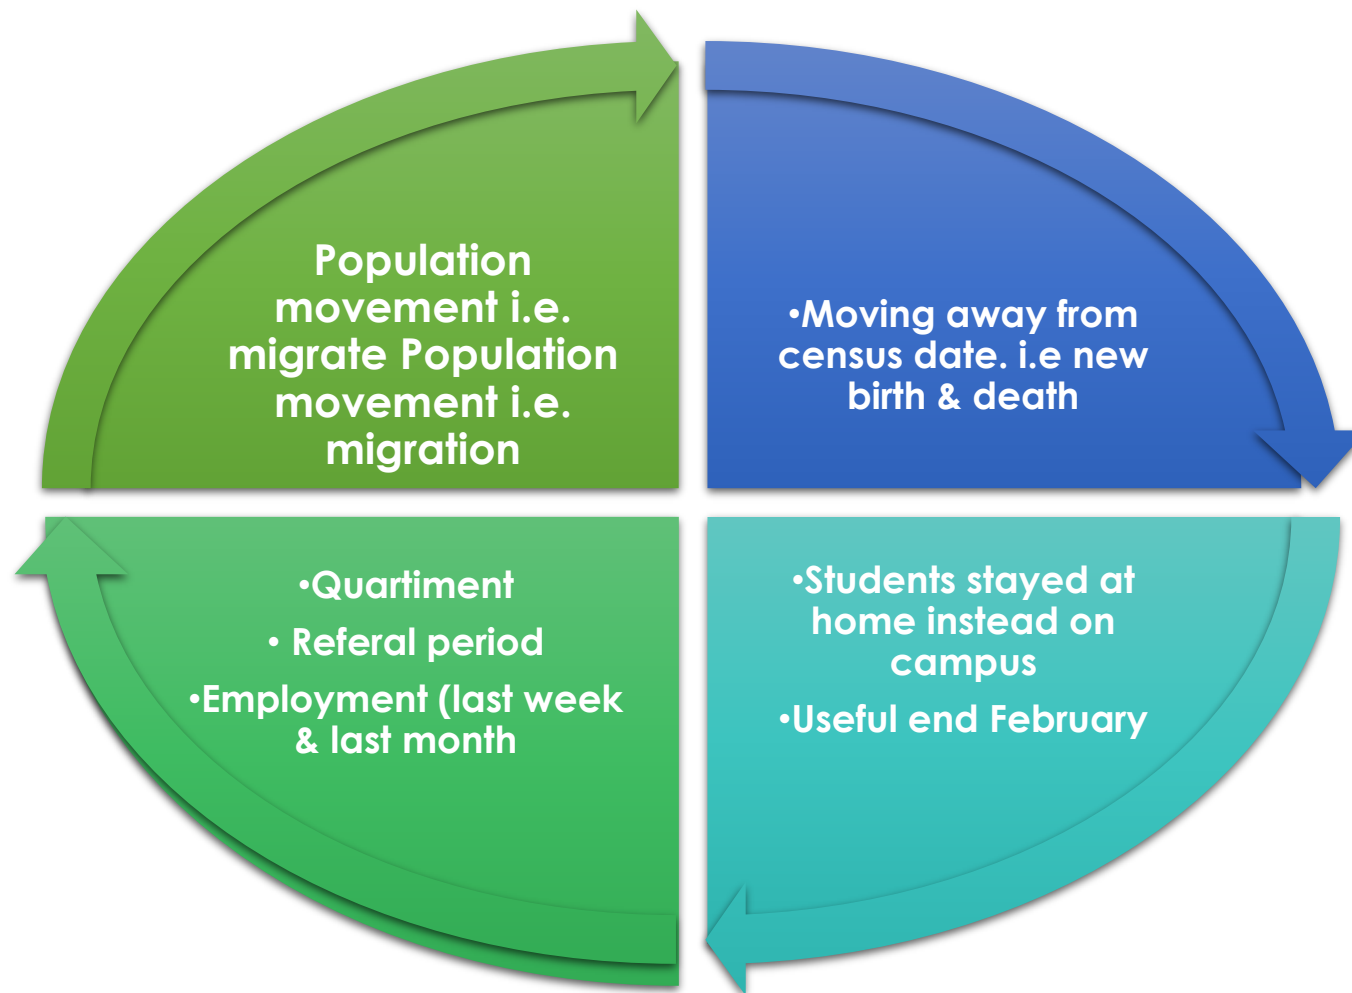 Population
movement i.e.
migrate Population
movement i.e.
migration
•Moving away from
census date. i.e new
birth & death
•Quartiment
• Referal period
•Employment (last week
& last month
•Students stayed at
home instead on
campus
•Useful end February